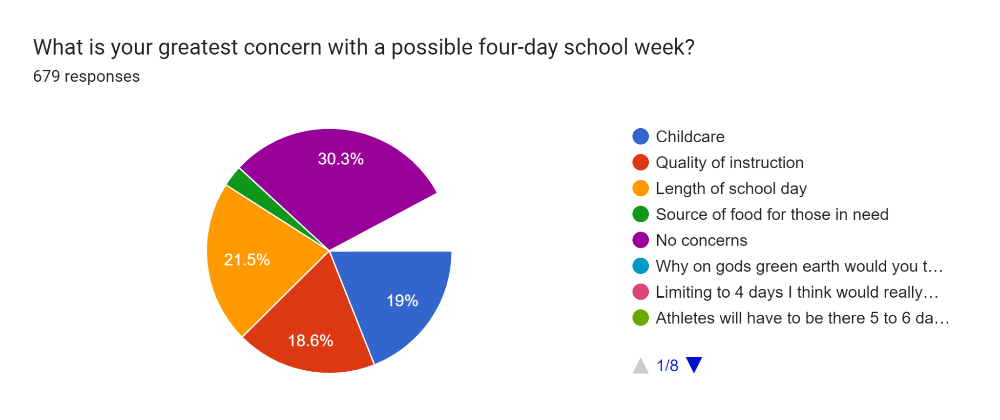 What is your greatest concern with a possible four-day school week?
679 responses
30.3%
21.5%
19%
18.6%
Childcare
Quality of instruction
Length of school day
Source of food for those in need
No concerns
Why on gods green earth would you t…
Limiting to 4 days I think would really…
Athletes will have to be there 5 to 6 da…
1/8